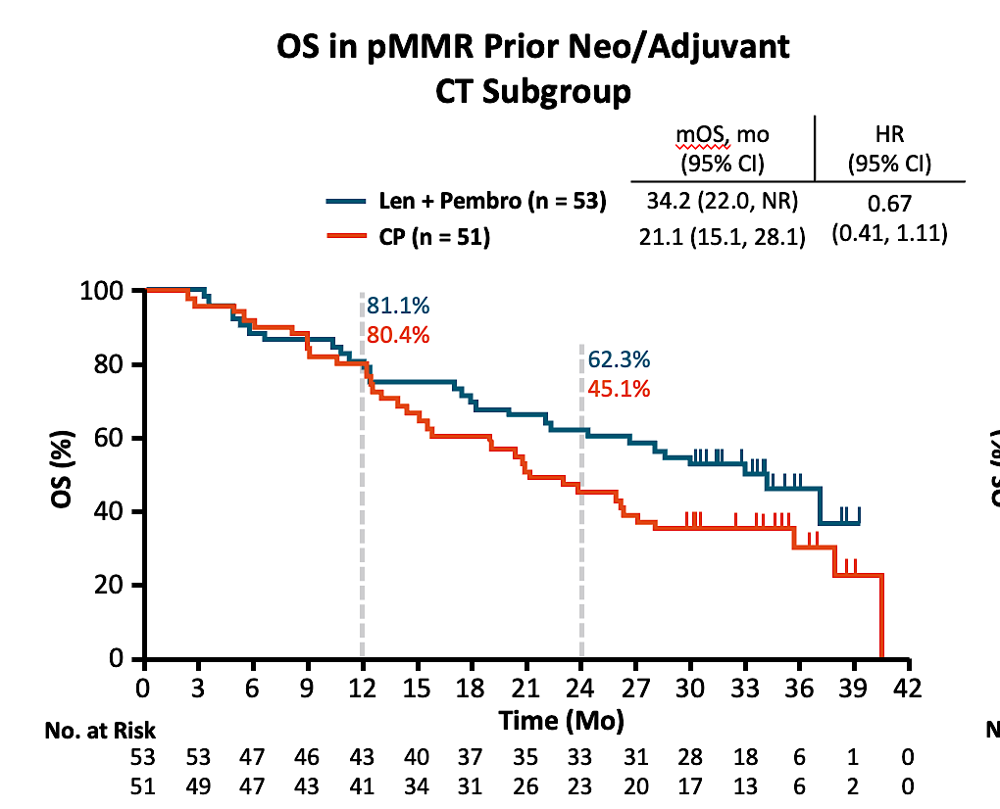 OS in pMMR Prior Neo/Adjuvant
CT Subgroup
mOS, mo
(95% CI)
HR
(95% CI)
Len + Pembro (n = 53)
34.2 (22.0, NR)
CP (n = 51)
21.1 (15.1, 28.1)
0.67
(0.41, 1.11)
OS (%)
100
80
60
40
20
0
81.1%
80.4%
62.3%
45.1%
0 3 6 9 12 15 18 21 24 27 30 33 36 39 42
Time (Mo)
No. at Risk
53 53 47 46 43 40 37 35 33 31 28 18 6 1 0
51 49 47 43 41 34 31 26 23 20 17 13 6 2 0